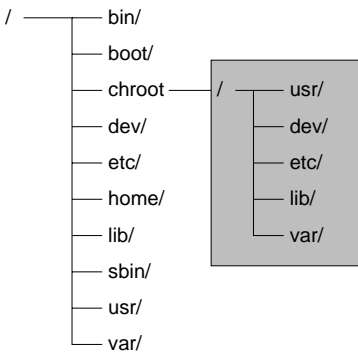 / bin/
boot/
chroot / usr/
dev/ dev/
etc/ etc/
home/ lib/
lib/ var/
sbin/
usr/
var/